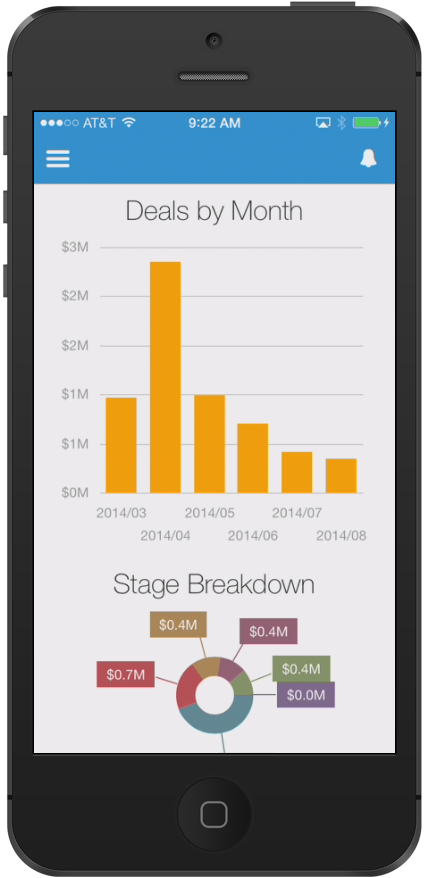 AT&T 9:22 AM
Deals by Month
$3M
$2M
$2M
$1M
$1M
$0M
2014/03 2014/05 2014/07
2014/04 2014/06 2014/08
Stage Breakdown
$0.4M
$0.4M
$0.7M
$0.4M
$0.0M